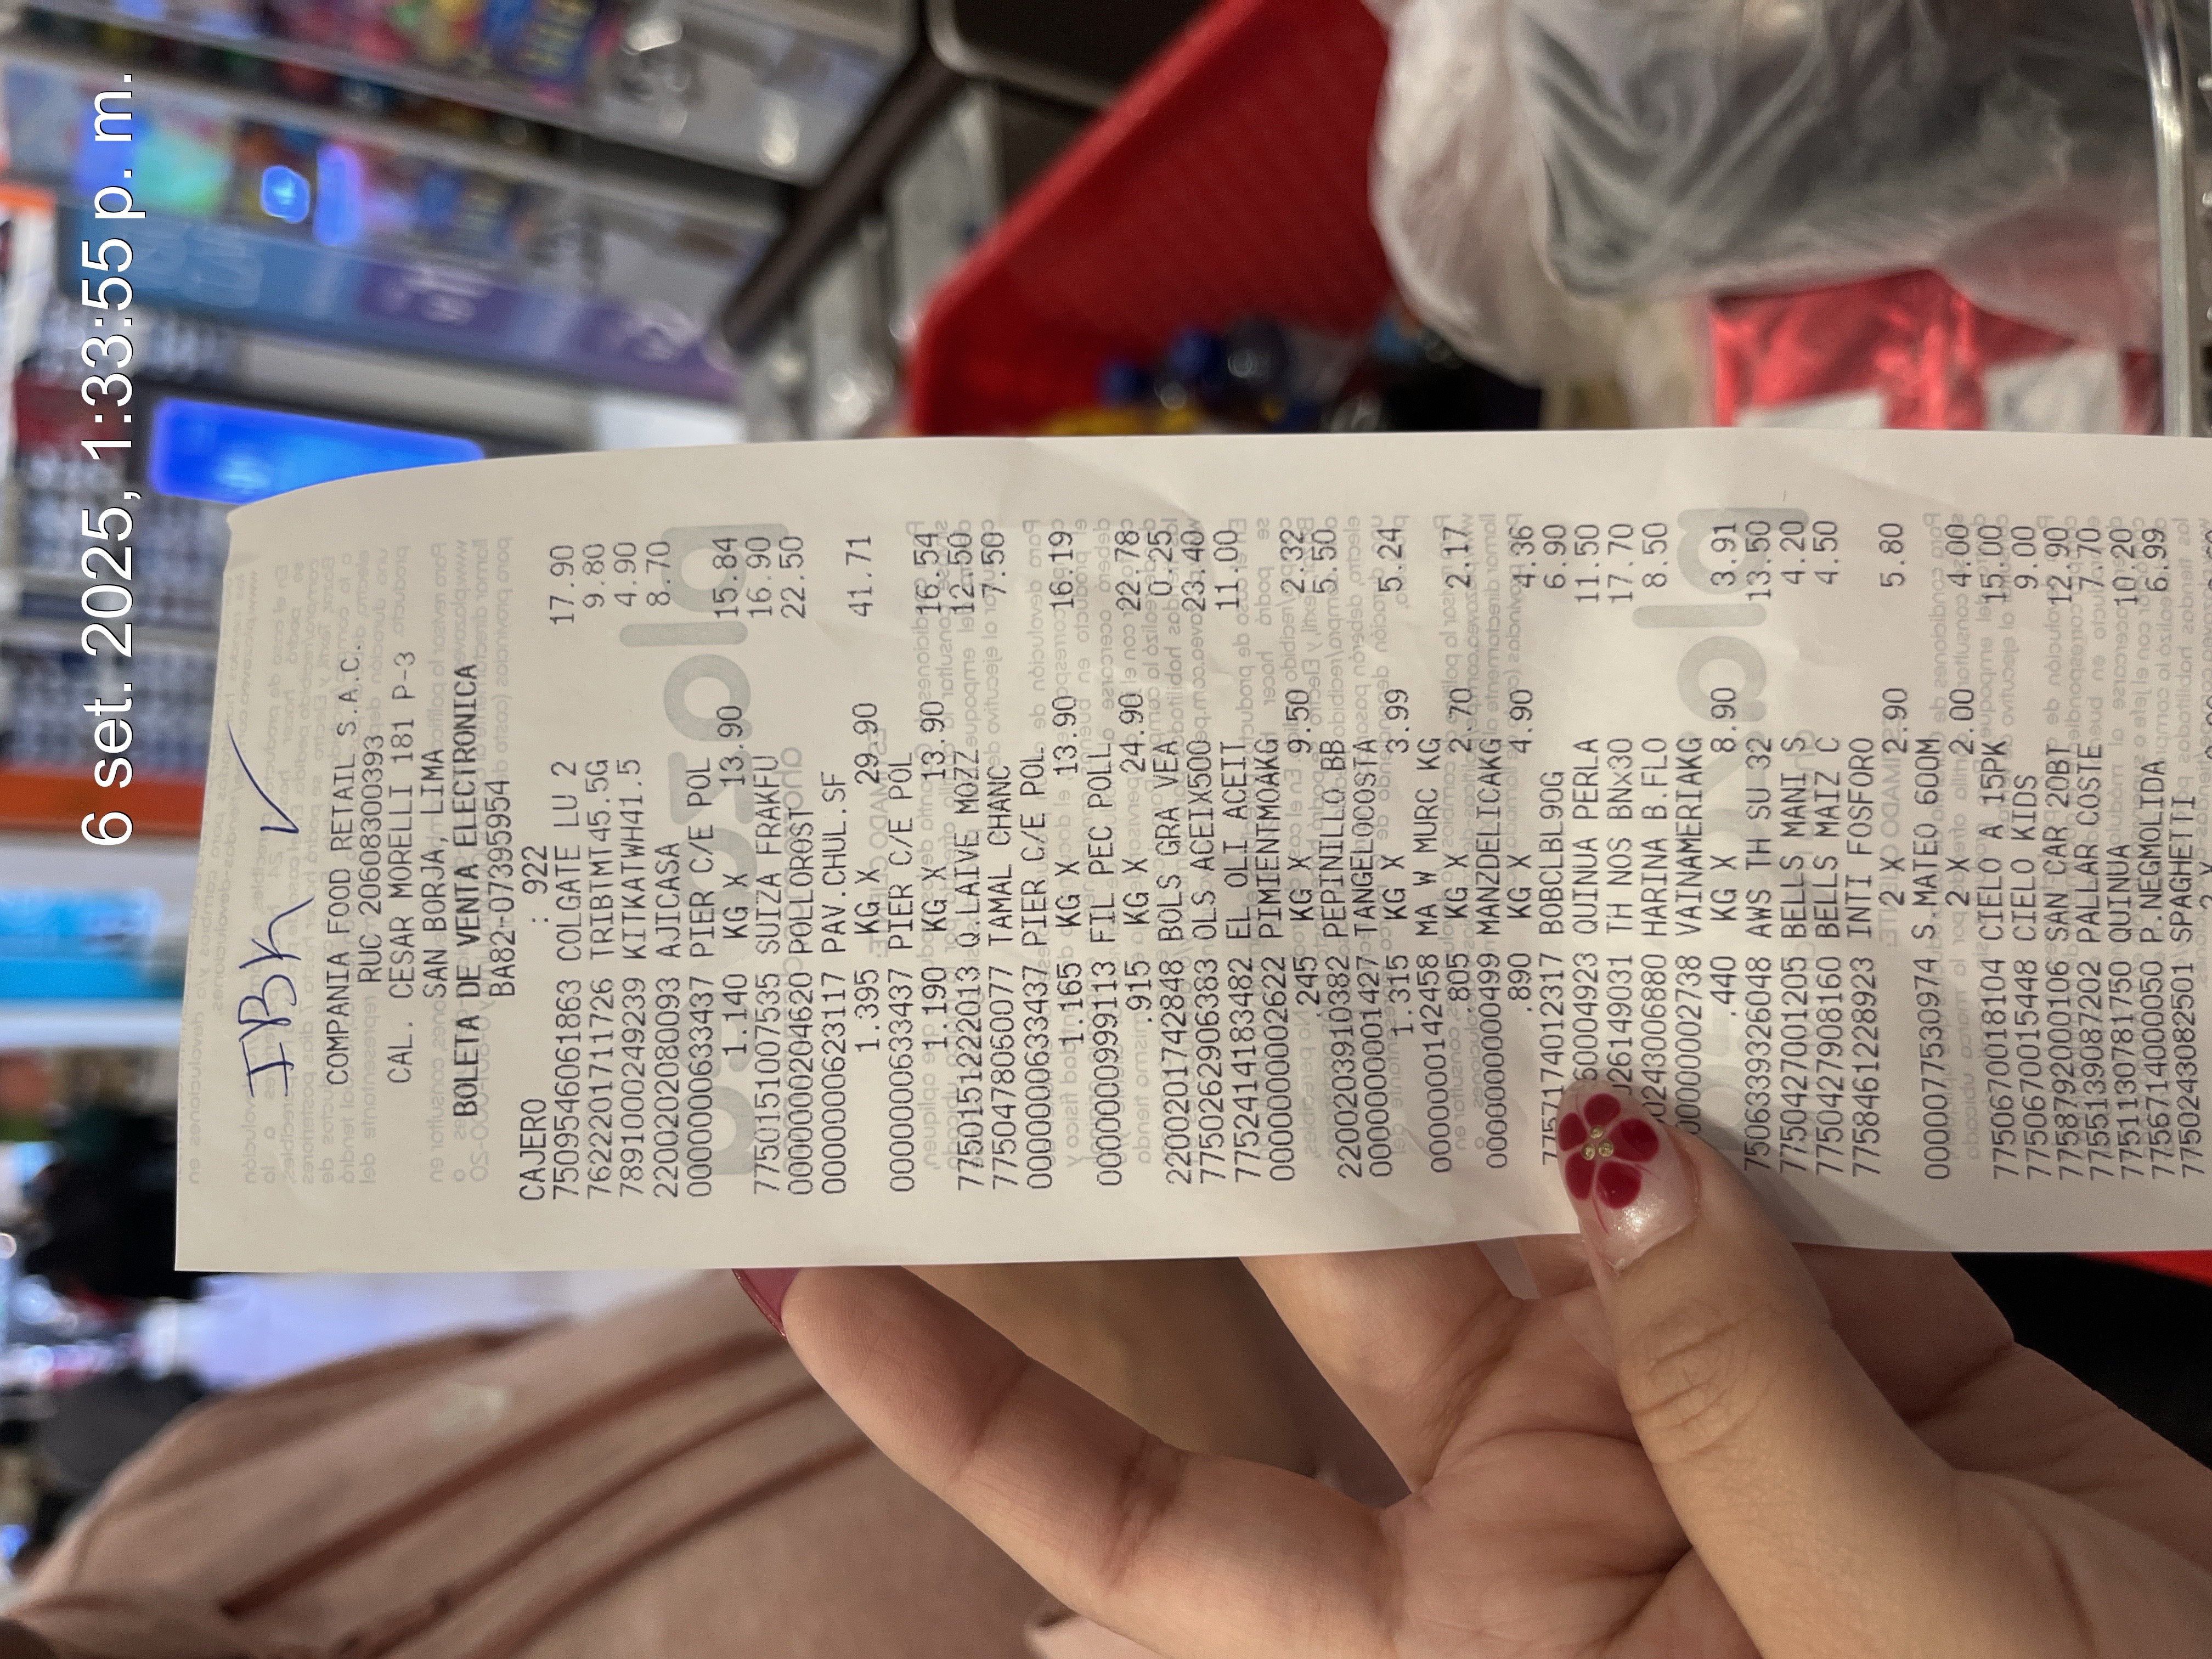 6 set. 2025, 1:33:55 p. m.
IBK ✓
COMPANIA FOOD RETAIL S.A.C.
RUC 20608300393
CAL. CESAR MORELLI 181 P-3
SAN BORJA, LIMA
BOLETA DE VENTA ELECTRONICA
BA82-07395954
CAJERO : 922
7509546061863 COLGATE LU 2 17.90
7622201711726 TRIBTMT45.5G 9.80
7891000249239 KITKATWH41.5 4.90
2200202080093 AJICASA 8.70
0000000633437 PIER C/E POL
1.140 KG X 13.90 15.84
7750151007535 SUIZA FRAKFU 16.90
0000000204620 POLLOROST 22.50
0000000623117 PAV.CHUL.SF
1.395 KG X 29.90 41.71
0000000633437 PIER C/E POL
1.190 KG X 13.90 16.54
7750151222013 Q.LAIVE MOZZ 12.50
7750478060077 TAMAL CHANC 7.50
0000000633437 PIER C/E POL
1.165 KG X 13.90 16.19
0000000999113 FIL PEC POLL
.915 KG X 24.90 22.78
2200201742848 BOLS GRA VEA 0.25
7750262906383 OLS ACEIX500 23.40
7752414183482 EL OLI ACEIT 11.00
0000000002622 PIMIENTMOAKG
.245 KG X 9.50 2.32
2200203910382 PEPINILLO BB 5.50
0000000001427 TANGELOCOSTA
1.315 KG X 3.99 5.24
0000000142458 MA W MURC KG
.805 KG X 2.70 2.17
0000000000499 MANZDELICAKG
.890 KG X 4.90 4.36
7757174012317 BOBCLBL90G 6.90
60004923 QUINUA PERLA 11.50
26149031 TH NOS BNx30 17.70
0243006880 HARINA B.FLO 8.50
00000002738 VAINAMERIAKG
.440 KG X 8.90 3.91
7506339326048 AWS TH SU 32 13.50
7750427001205 BELLS MANI S 4.20
7750427908160 BELLS MAIZ C 4.50
7758461228923 INTI FOSFORO
2 X 2.90 5.80
0000077530974 S.MATEO 600M
2 X 2.00 4.00
7750670018104 CIELO A 15PK 15.00
7750670015448 CIELO KIDS 9.00
7758792000106 SAN CAR 20BT 12.90
7755139087202 PALLAR COSTE 7.70
7751130781750 QUINUA 10.20
7756714000050 P.NEGMOLIDA 6.99
7750243082501 SPAGHETTI
2 X